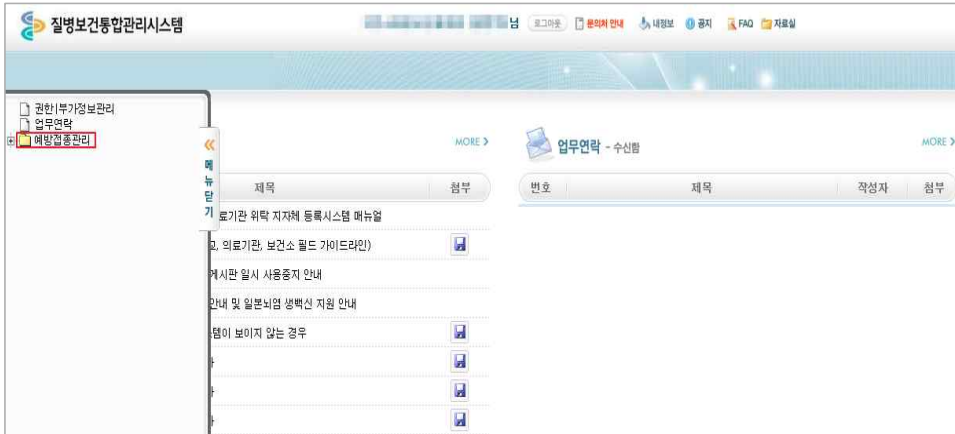 질병보건통합관리시스템
님 로그아웃 문의처 안내 내정보 공지 FAQ 자료실
권한|부가정보관리
업무연락
예방접종관리
메뉴닫기
MORE
업무연락 - 수신함
MORE
제목 첨부
번호 제목 작성자 첨부
료기관 위탁 지자체 등록시스템 매뉴얼
의료기관, 보건소 필드 가이드라인)
게시판 일시 사용중지 안내
안내 및 일본뇌염 생백신 지원 안내
템이 보이지 않는 경우